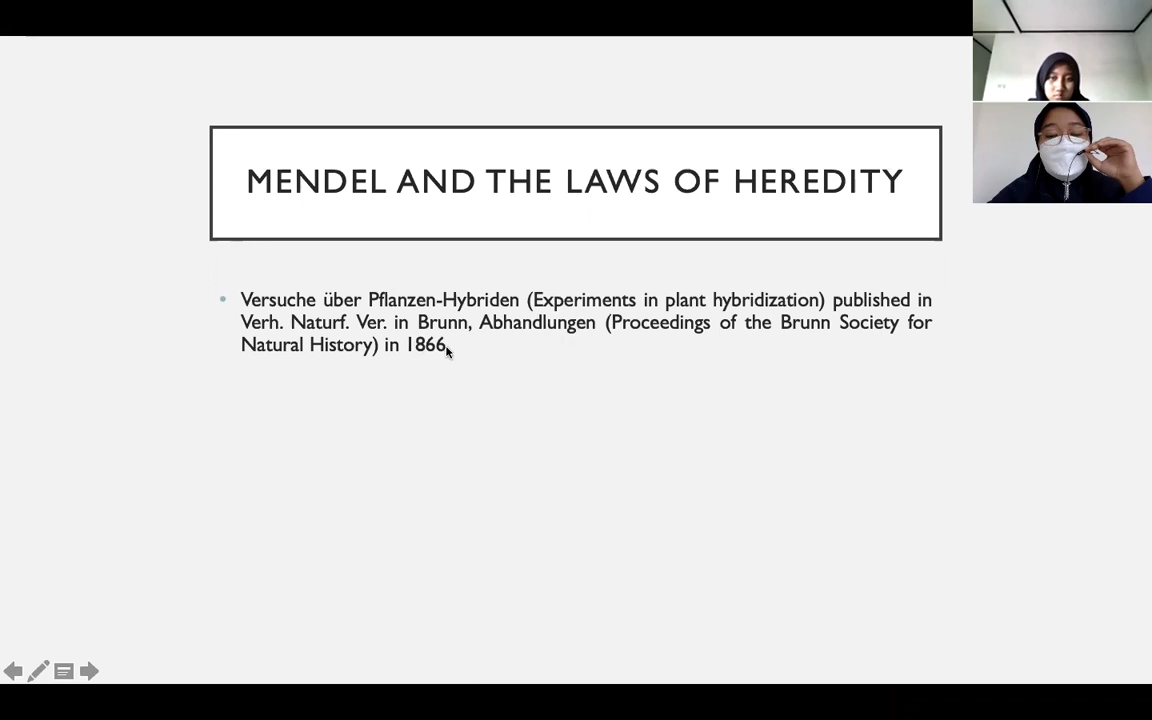 MENDEL AND THE LAWS OF HEREDITY
• Versuche über Pflanzen-Hybriden (Experiments in plant hybridization) published in
Verh. Naturf. Ver. in Brunn, Abhandlungen (Proceedings of the Brunn Society for
Natural History) in 1866.